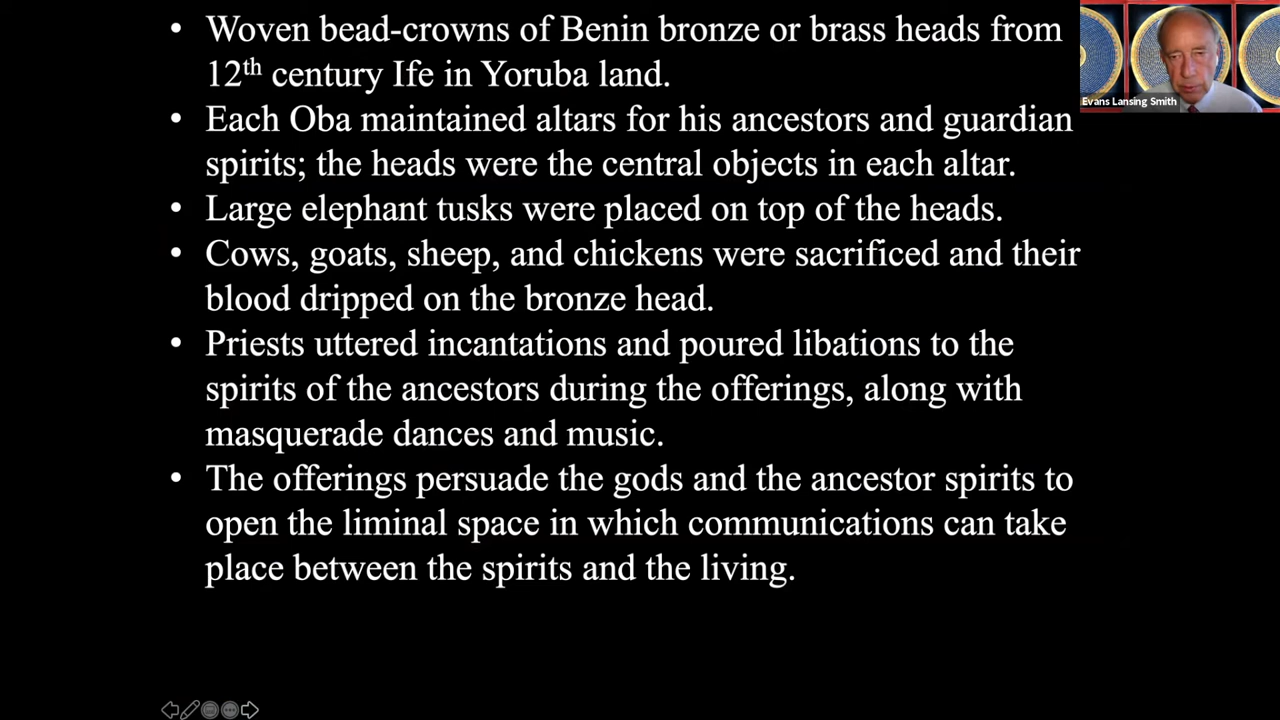 • Woven bead-crowns of Benin bronze or brass heads from
12th century Ife in Yoruba land.
• Each Oba maintained altars for his ancestors and guardian
spirits; the heads were the central objects in each altar.
• Large elephant tusks were placed on top of the heads.
• Cows, goats, sheep, and chickens were sacrificed and their
blood dripped on the bronze head.
• Priests uttered incantations and poured libations to the
spirits of the ancestors during the offerings, along with
masquerade dances and music.
• The offerings persuade the gods and the ancestor spirits to
open the liminal space in which communications can take
place between the spirits and the living.
Evans Lansing Smith